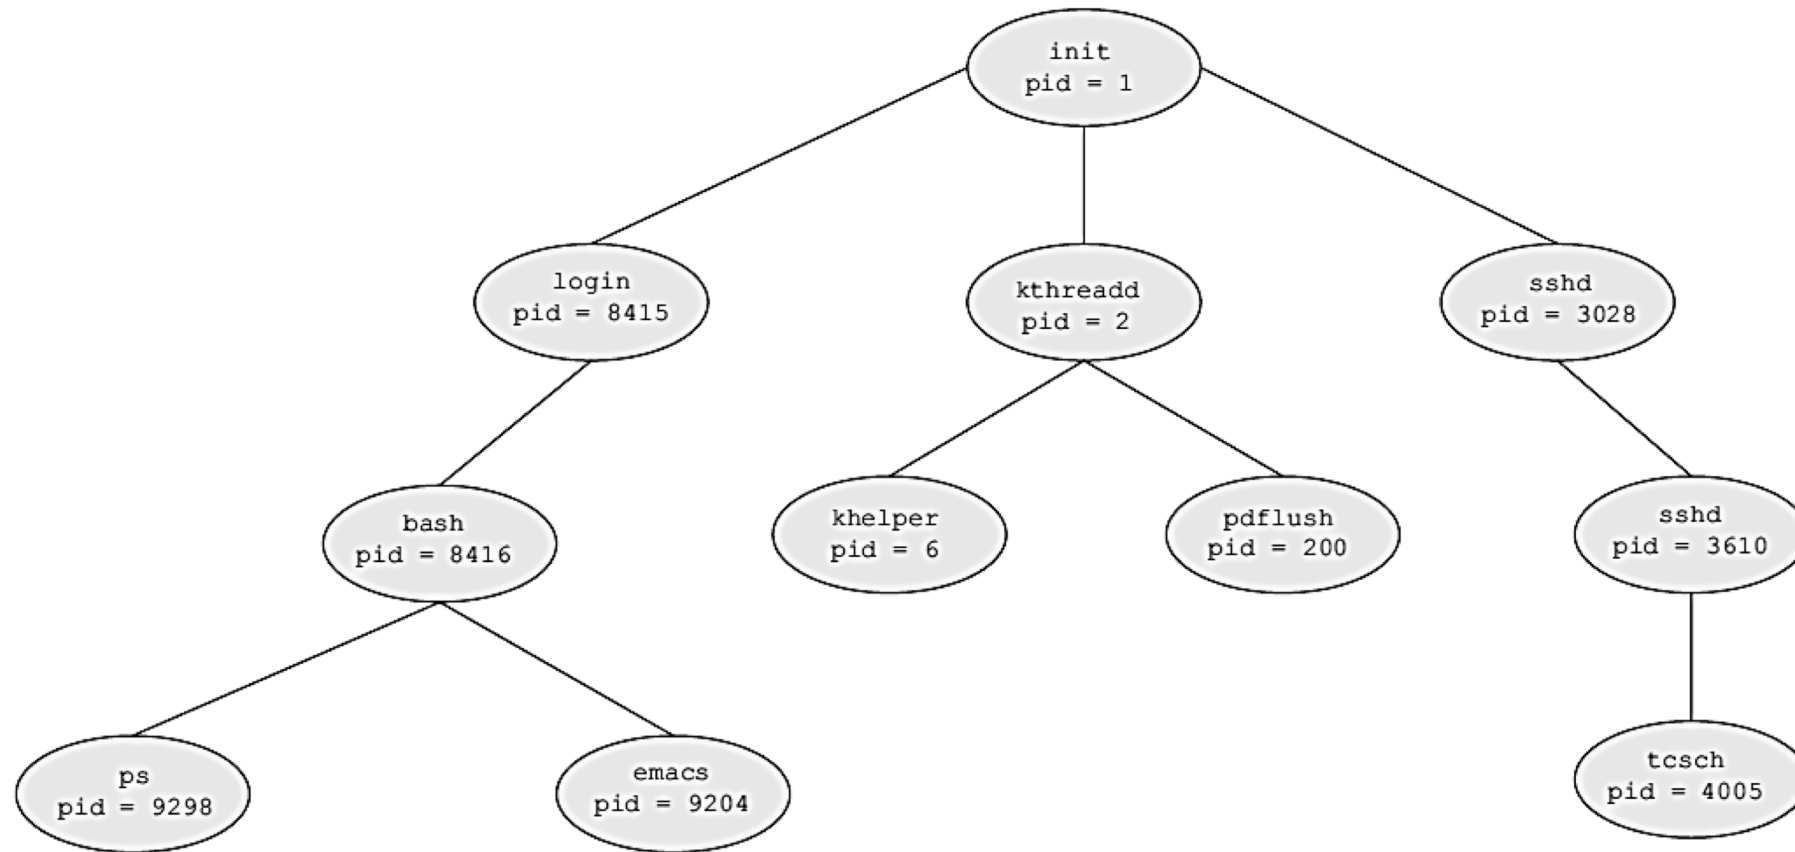 init
pid = 1
login
pid = 8415
kthreadd
pid = 2
sshd
pid = 3028
bash
pid = 8416
khelper
pid = 6
pdflush
pid = 200
sshd
pid = 3610
ps
pid = 9298
emacs
pid = 9204
tcsch
pid = 4005